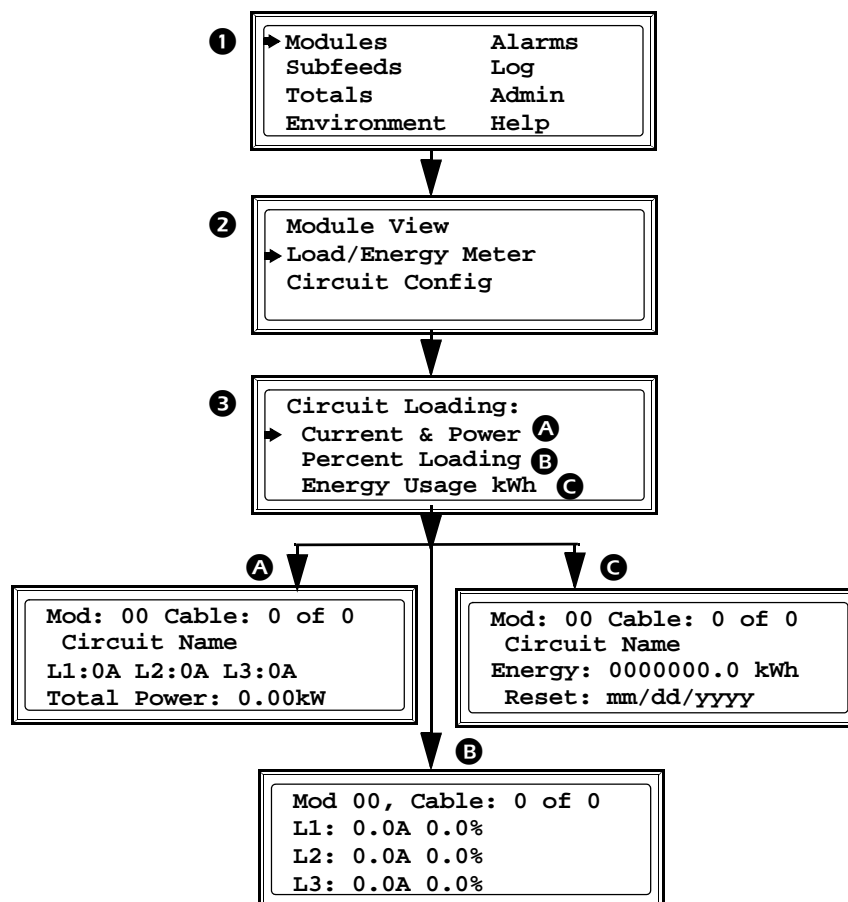 ❶
Modules Alarms
Subfeeds Log
Totals Admin
Environment Help
❷
Module View
Load/Energy Meter
Circuit Config
❸
Circuit Loading:
Current & Power A
Percent Loading B
Energy Usage kWh C
A
Mod: 00 Cable: 0 of 0
Circuit Name
L1:0A L2:0A L3:0A
Total Power: 0.00kW
C
Mod: 00 Cable: 0 of 0
Circuit Name
Energy: 0000000.0 kWh
Reset: mm/dd/yyyy
B
Mod 00, Cable: 0 of 0
L1: 0.0A 0.0%
L2: 0.0A 0.0%
L3: 0.0A 0.0%